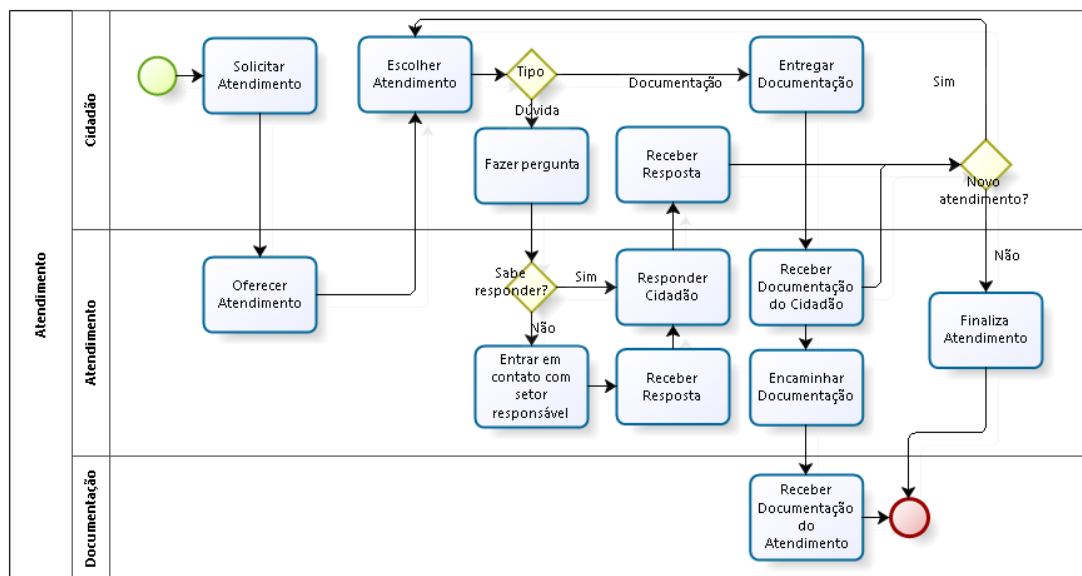 Atendimento
Cidadão
Solicitar
Atendimento
Escolher
Atendimento
Tipo
Documentação
Entregar
Documentação
Sim
Dúvida
Fazer pergunta
Receber
Resposta
Novo
atendimento?
Atendimento
Oferecer
Atendimento
Sabe
responder?
Sim
Responder
Cidadão
Receber
Documentação
do Cidadão
Não
Finaliza
Atendimento
Não
Entrar em
contato com
setor
responsável
Receber
Resposta
Encaminhar
Documentação
Documentação
Receber
Documentação
do
Atendimento